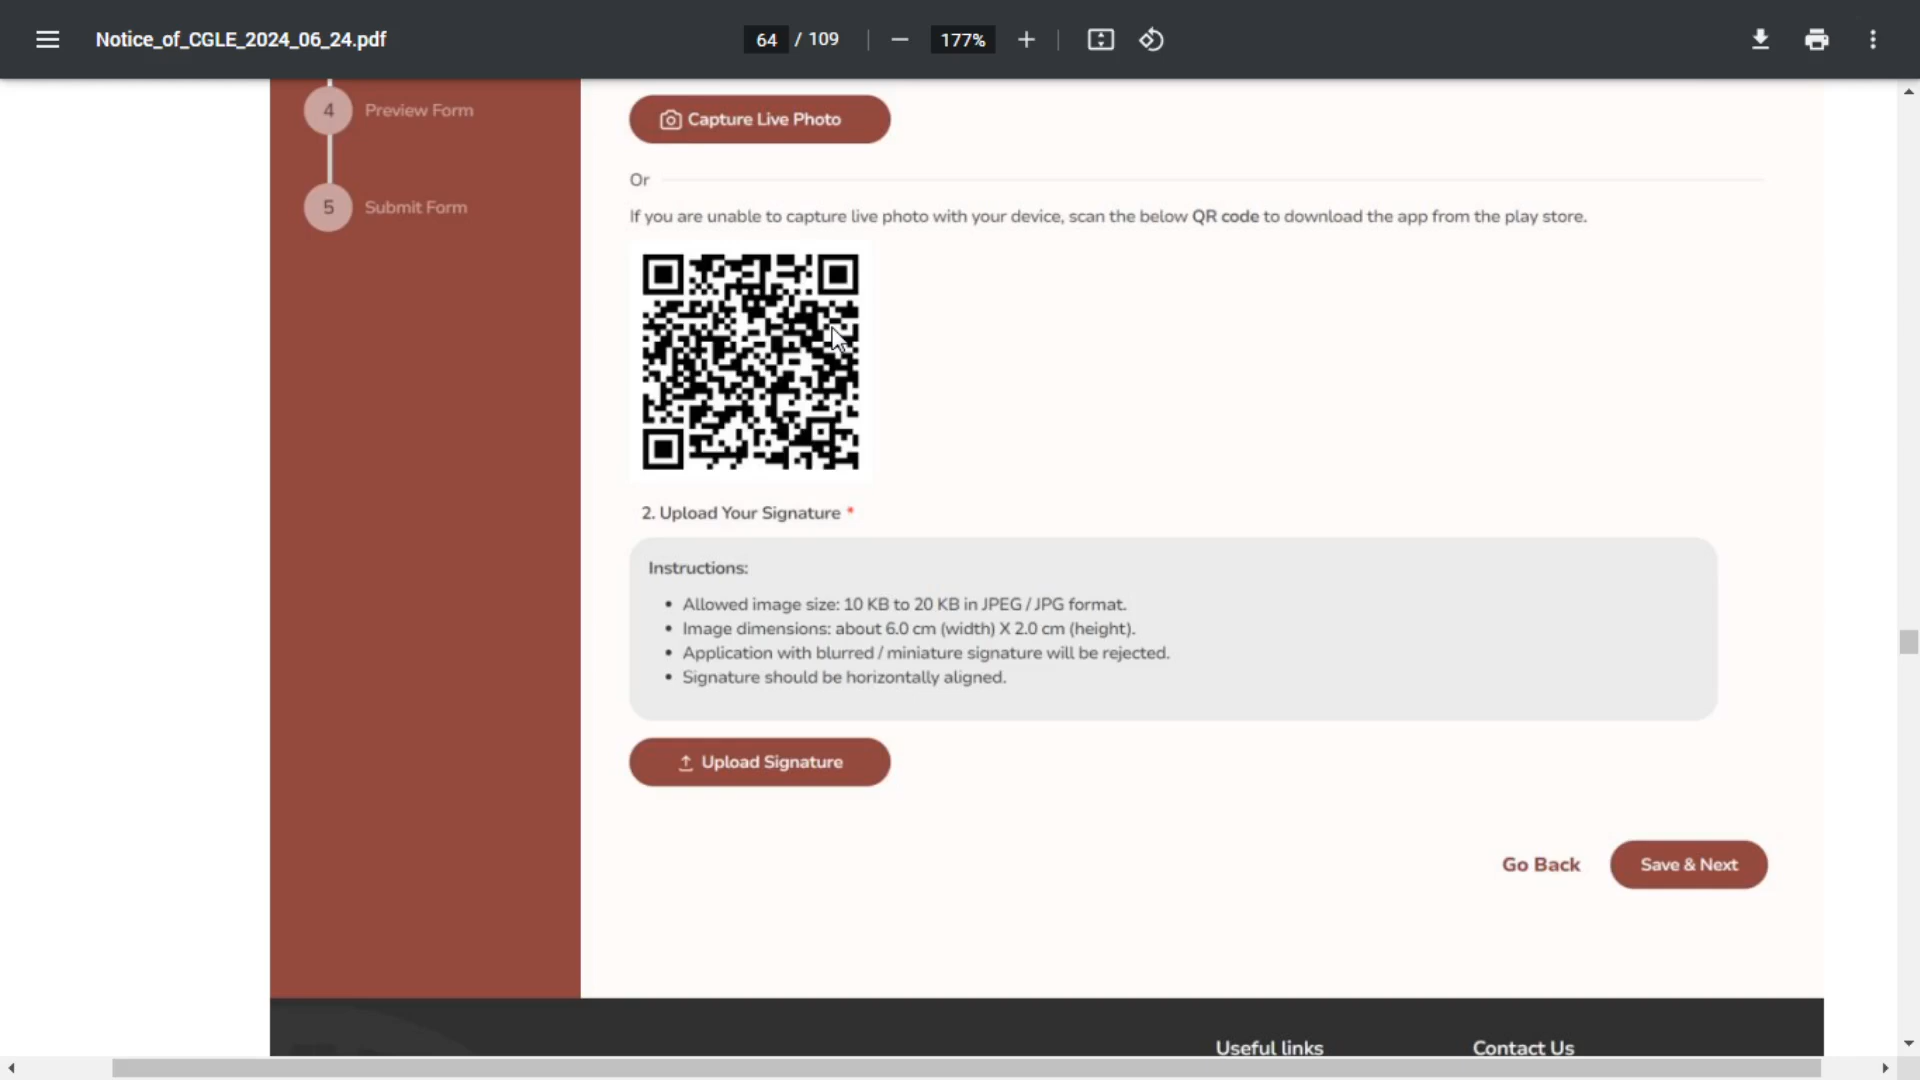 Notice_of_CGLE_2024_06_24.pdf
64 / 109
177%
4 Preview Form
5 Submit Form
Capture Live Photo
Or
If you are unable to capture live photo with your device, scan the below QR code to download the app from the play store.
2. Upload Your Signature *
Instructions:
• Allowed image size: 10 KB to 20 KB in JPEG / JPG format.
• Image dimensions: about 6.0 cm (width) X 2.0 cm (height).
• Application with blurred / miniature signature will be rejected.
• Signature should be horizontally aligned.
Upload Signature
Go Back
Save & Next
Useful links
Contact Us